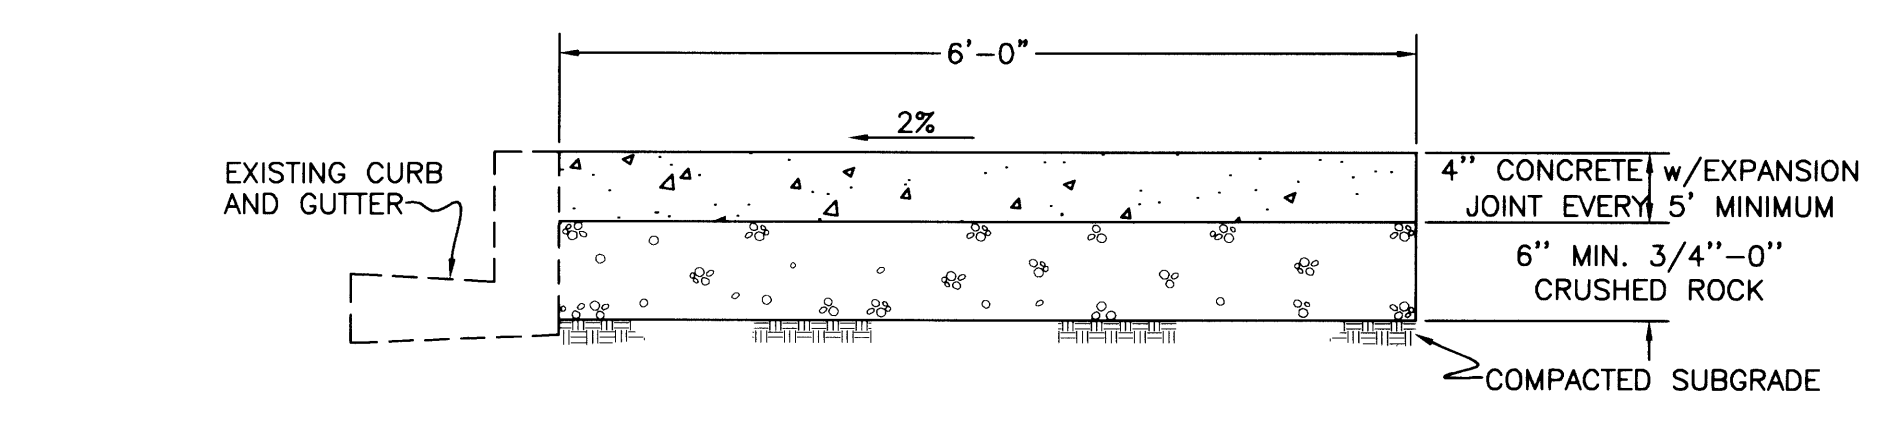 6'-0"
2%
EXISTING CURB
AND GUTTER
4" CONCRETE w/EXPANSION
JOINT EVERY 5' MINIMUM
6" MIN. 3/4"-0"
CRUSHED ROCK
COMPACTED SUBGRADE